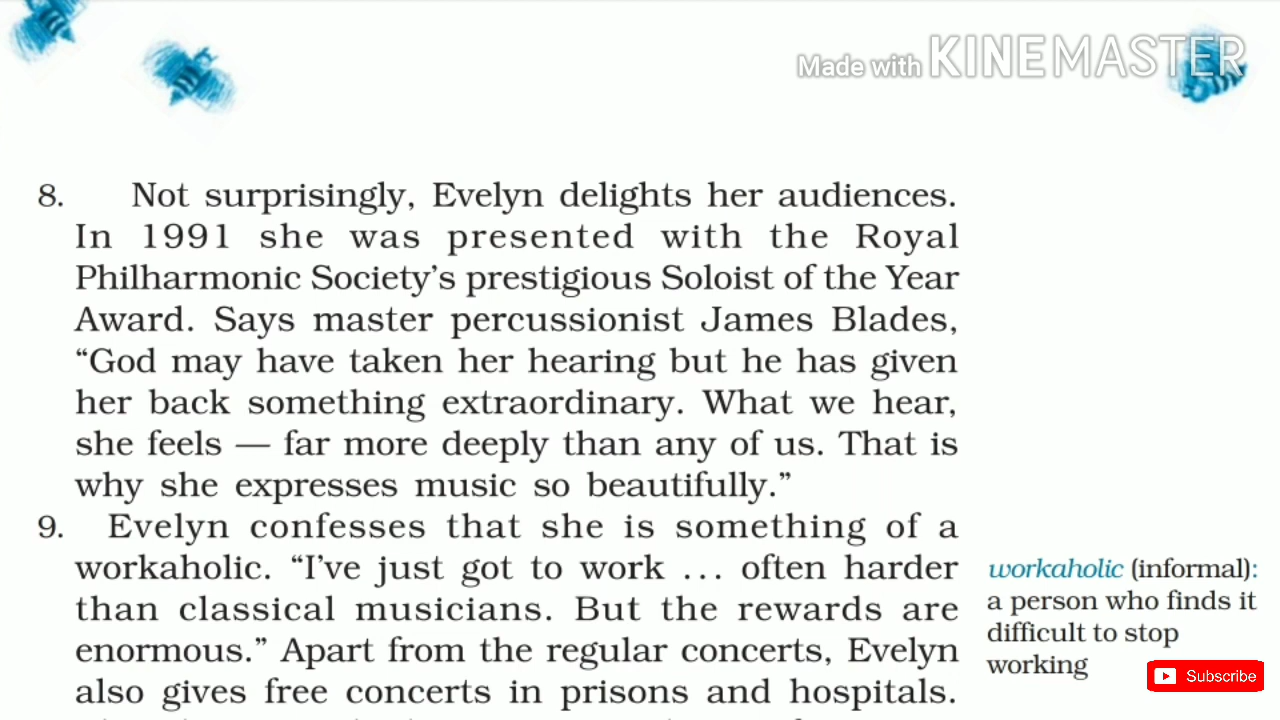 Made with KINEMASTER
8. Not surprisingly, Evelyn delights her audiences.
In 1991 she was presented with the Royal
Philharmonic Society's prestigious Soloist of the Year
Award. Says master percussionist James Blades,
“God may have taken her hearing but he has given
her back something extraordinary. What we hear,
she feels — far more deeply than any of us. That is
why she expresses music so beautifully.”
9. Evelyn confesses that she is something of a
workaholic. “I've just got to work ... often harder
than classical musicians. But the rewards are
enormous.” Apart from the regular concerts, Evelyn
also gives free concerts in prisons and hospitals.
workaholic (informal):
a person who finds it
difficult to stop
working
Subscribe